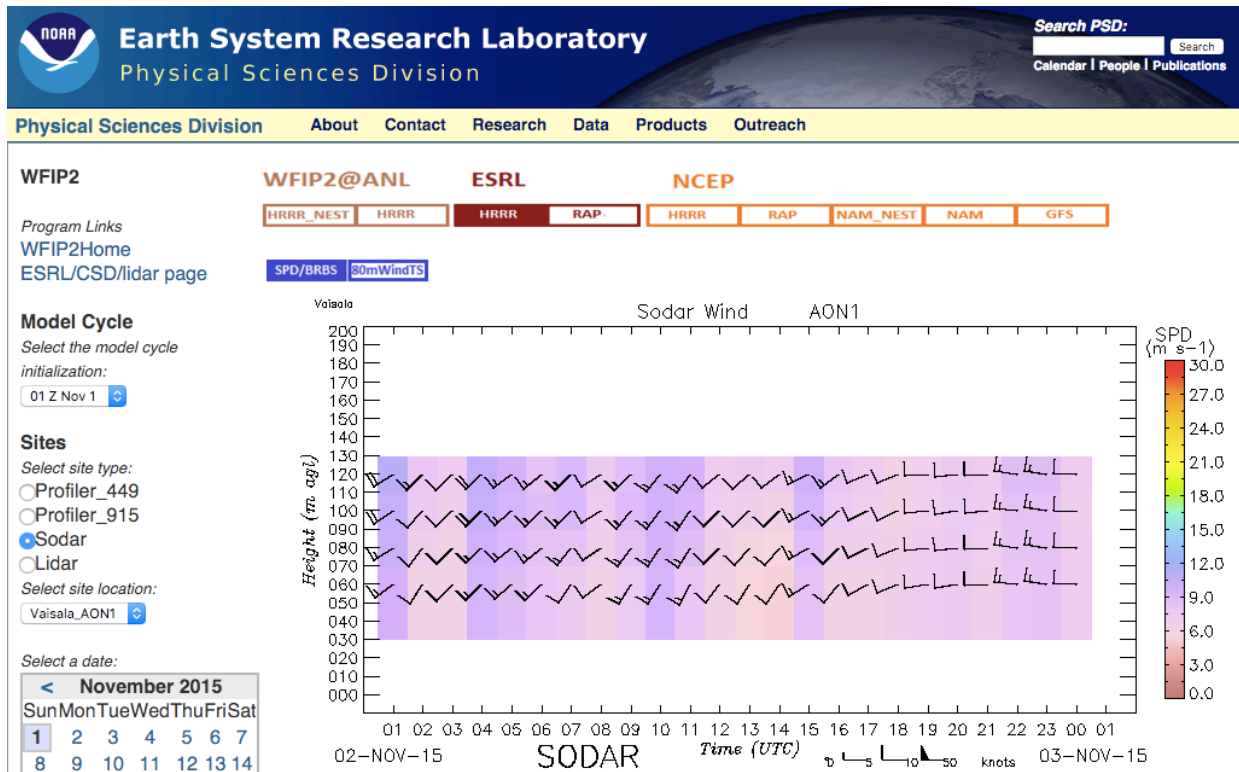 NOAA
Earth System Research Laboratory
Physical Sciences Division
Search PSD:
Search
Calendar | People | Publications
Physical Sciences Division About Contact Research Data Products Outreach
WFIP2
Program Links
WFIP2Home
ESRL/CSD/lidar page
Model Cycle
Select the model cycle
initialization:
01 Z Nov 1
Sites
Select site type:
Profiler_449
Profiler_915
Sodar
Lidar
Select site location:
Vaisala_AON1
Select a date:
< November 2015
Sun Mon Tue Wed Thu Fri Sat
1 2 3 4 5 6 7
8 9 10 11 12 13 14
WFIP2@ANL ESRL NCEP
HRRR_NEST HRRR HRRR RAP HRRR RAP NAM_NEST NAM GFS
SPD/BRBS 80mWindTS
Vaisala
Sodar Wind AON1
200
190
180
170
160
150
140
130
120
110
100
090
080
070
060
050
040
030
020
010
000
Height (m agl)
01 02 03 04 05 06 07 08 09 10 11 12 13 14 15 16 17 18 19 20 21 22 23 00 01
02-NOV-15 SODAR Time (UTC) 5 10 50 knots 03-NOV-15
SPD
(m s-1)
30.0
27.0
24.0
21.0
18.0
15.0
12.0
9.0
6.0
3.0
0.0